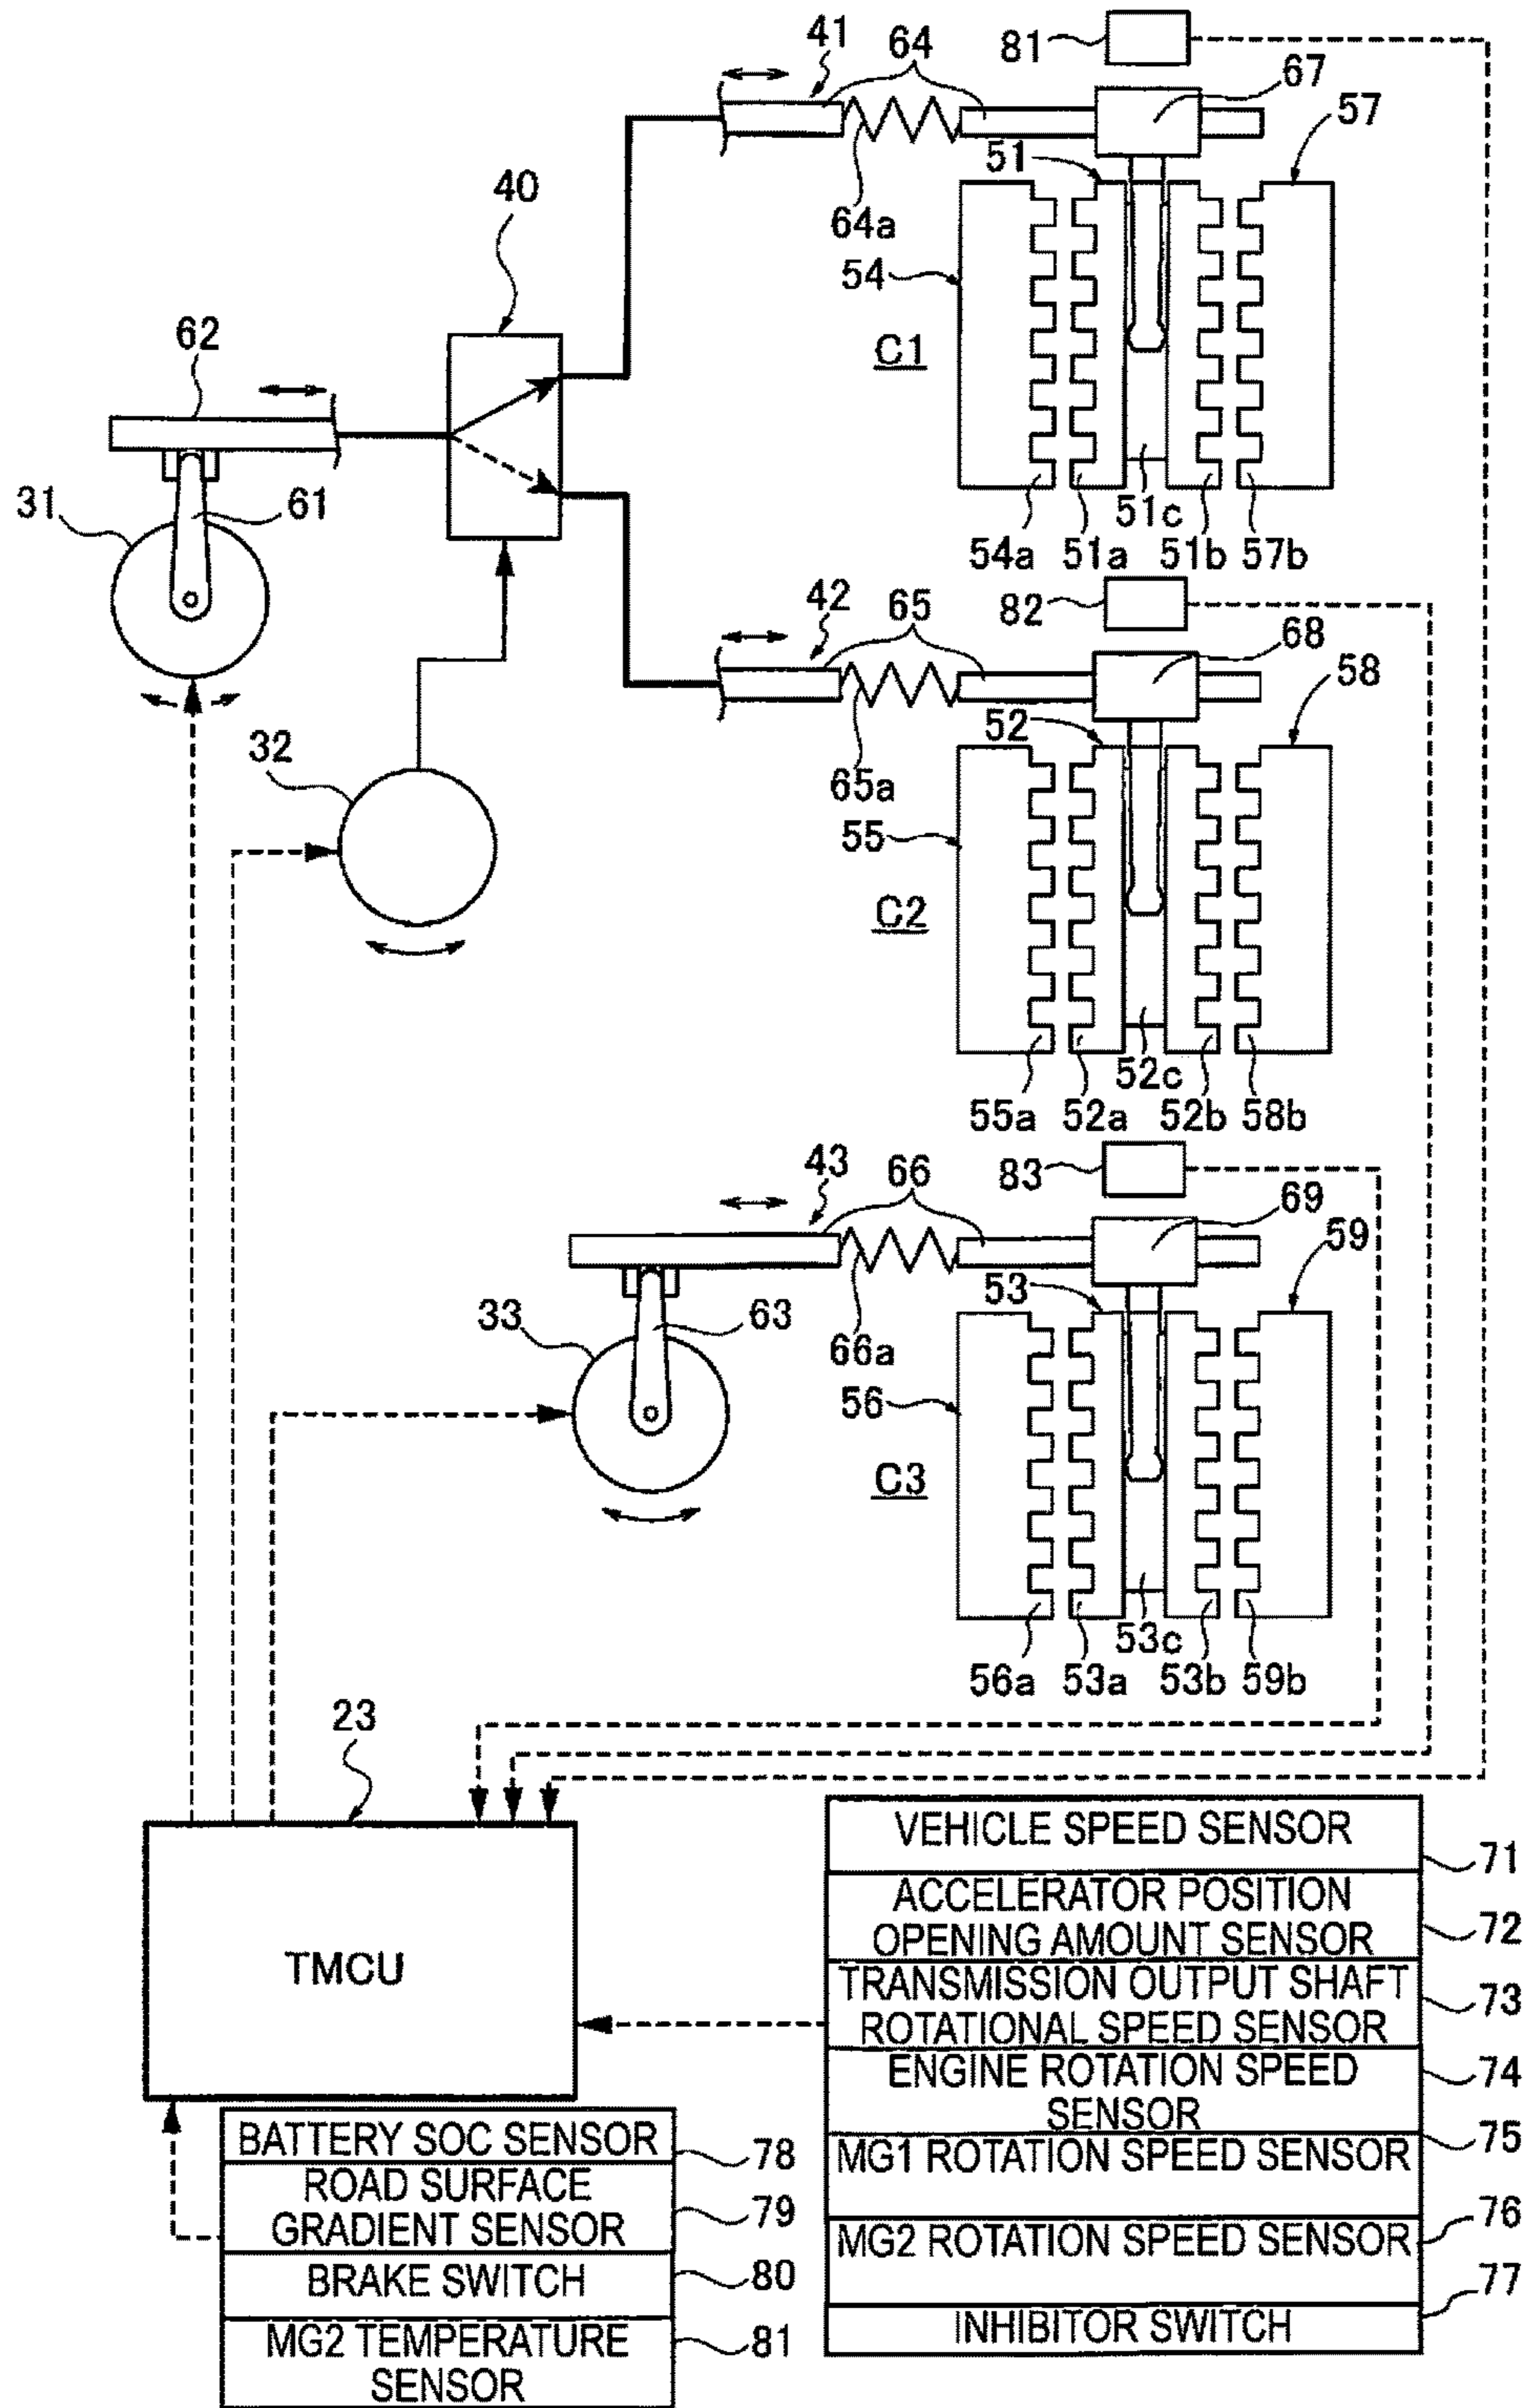 81
41
64
67
57
51
40
64a
54
62
C1
31
61
51c
54a
51a
51b
57b
42
65
82
68
58
52
32
65a
55
C2
52c
55a
52a
52b
58b
43
66
83
69
59
53
33
63
66a
56
C3
53c
56a
53a
53b
59b
23
TMCU
VEHICLE SPEED SENSOR
71
ACCELERATOR POSITION
OPENING AMOUNT SENSOR
72
TRANSMISSION OUTPUT SHAFT
ROTATIONAL SPEED SENSOR
73
ENGINE ROTATION SPEED
SENSOR
74
MG1 ROTATION SPEED SENSOR
75
MG2 ROTATION SPEED SENSOR
76
INHIBITOR SWITCH
77
BATTERY SOC SENSOR
78
ROAD SURFACE
GRADIENT SENSOR
79
BRAKE SWITCH
80
MG2 TEMPERATURE
SENSOR
81